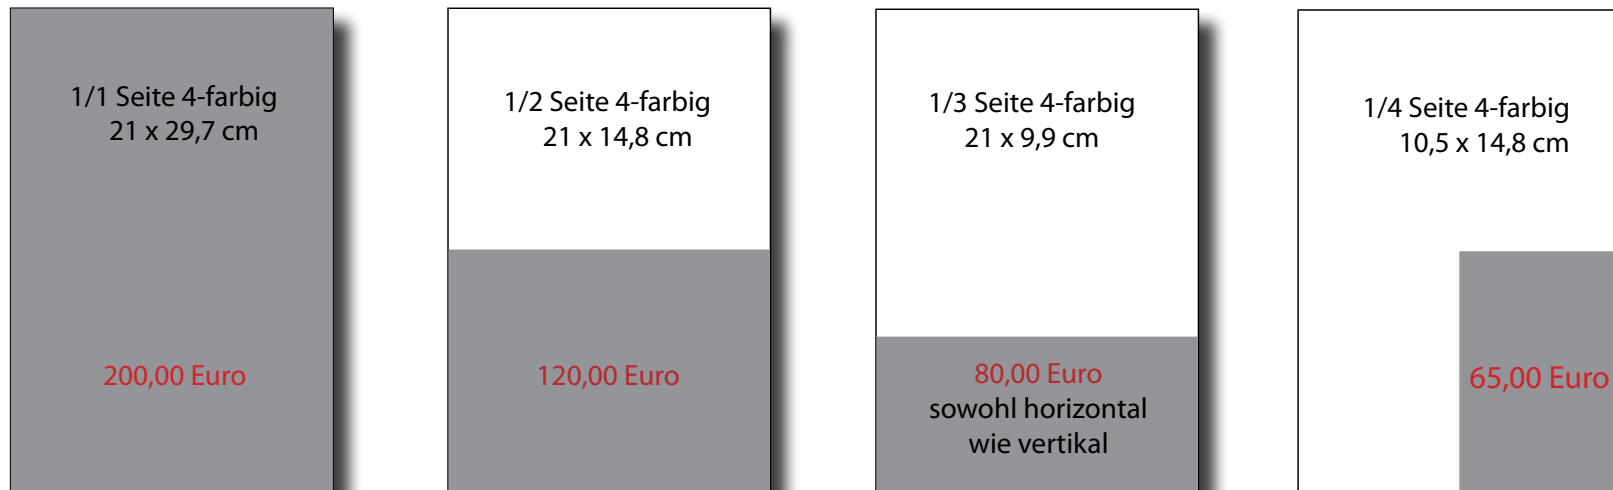 1/1 Seite 4-farbig
21 x 29,7 cm
200,00 Euro
1/2 Seite 4-farbig
21 x 14,8 cm
120,00 Euro
1/3 Seite 4-farbig
21 x 9,9 cm
80,00 Euro
sowohl horizontal
wie vertikal
1/4 Seite 4-farbig
10,5 x 14,8 cm
65,00 Euro